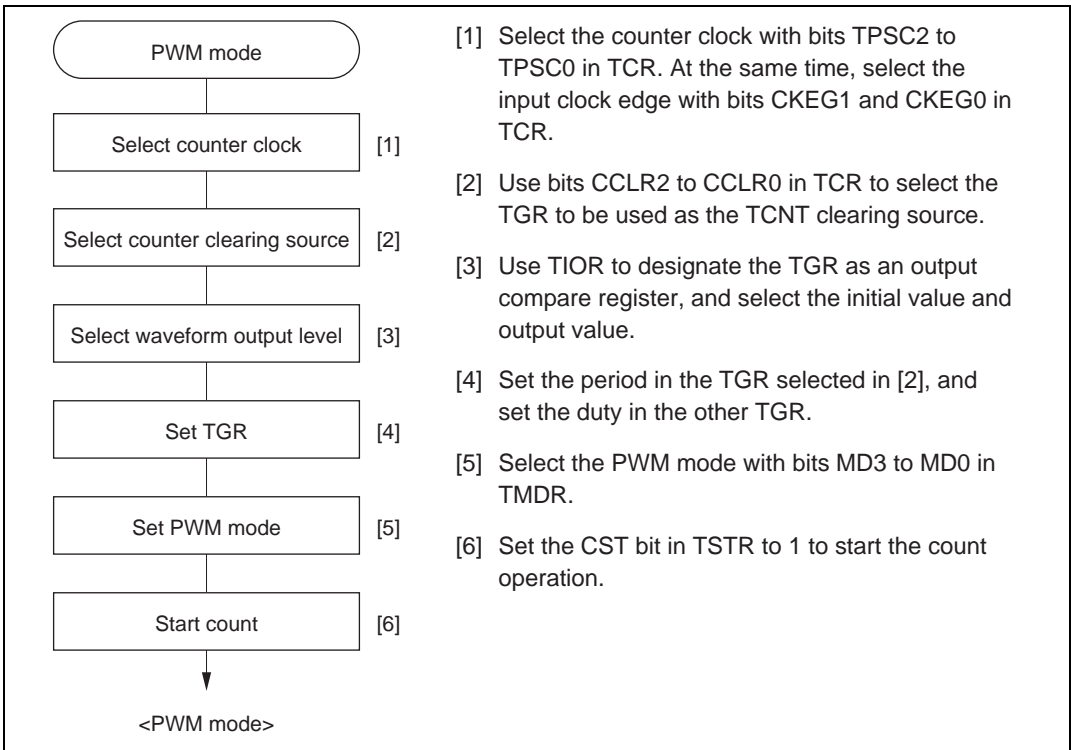 PWM mode
Select counter clock [1]
Select counter clearing source [2]
Select waveform output level [3]
Set TGR [4]
Set PWM mode [5]
Start count [6]
<PWM mode>
[1] Select the counter clock with bits TPSC2 to
TPSC0 in TCR. At the same time, select the
input clock edge with bits CKEG1 and CKEG0 in
TCR.
[2] Use bits CCLR2 to CCLR0 in TCR to select the
TGR to be used as the TCNT clearing source.
[3] Use TIOR to designate the TGR as an output
compare register, and select the initial value and
output value.
[4] Set the period in the TGR selected in [2], and
set the duty in the other TGR.
[5] Select the PWM mode with bits MD3 to MD0 in
TMDR.
[6] Set the CST bit in TSTR to 1 to start the count
operation.